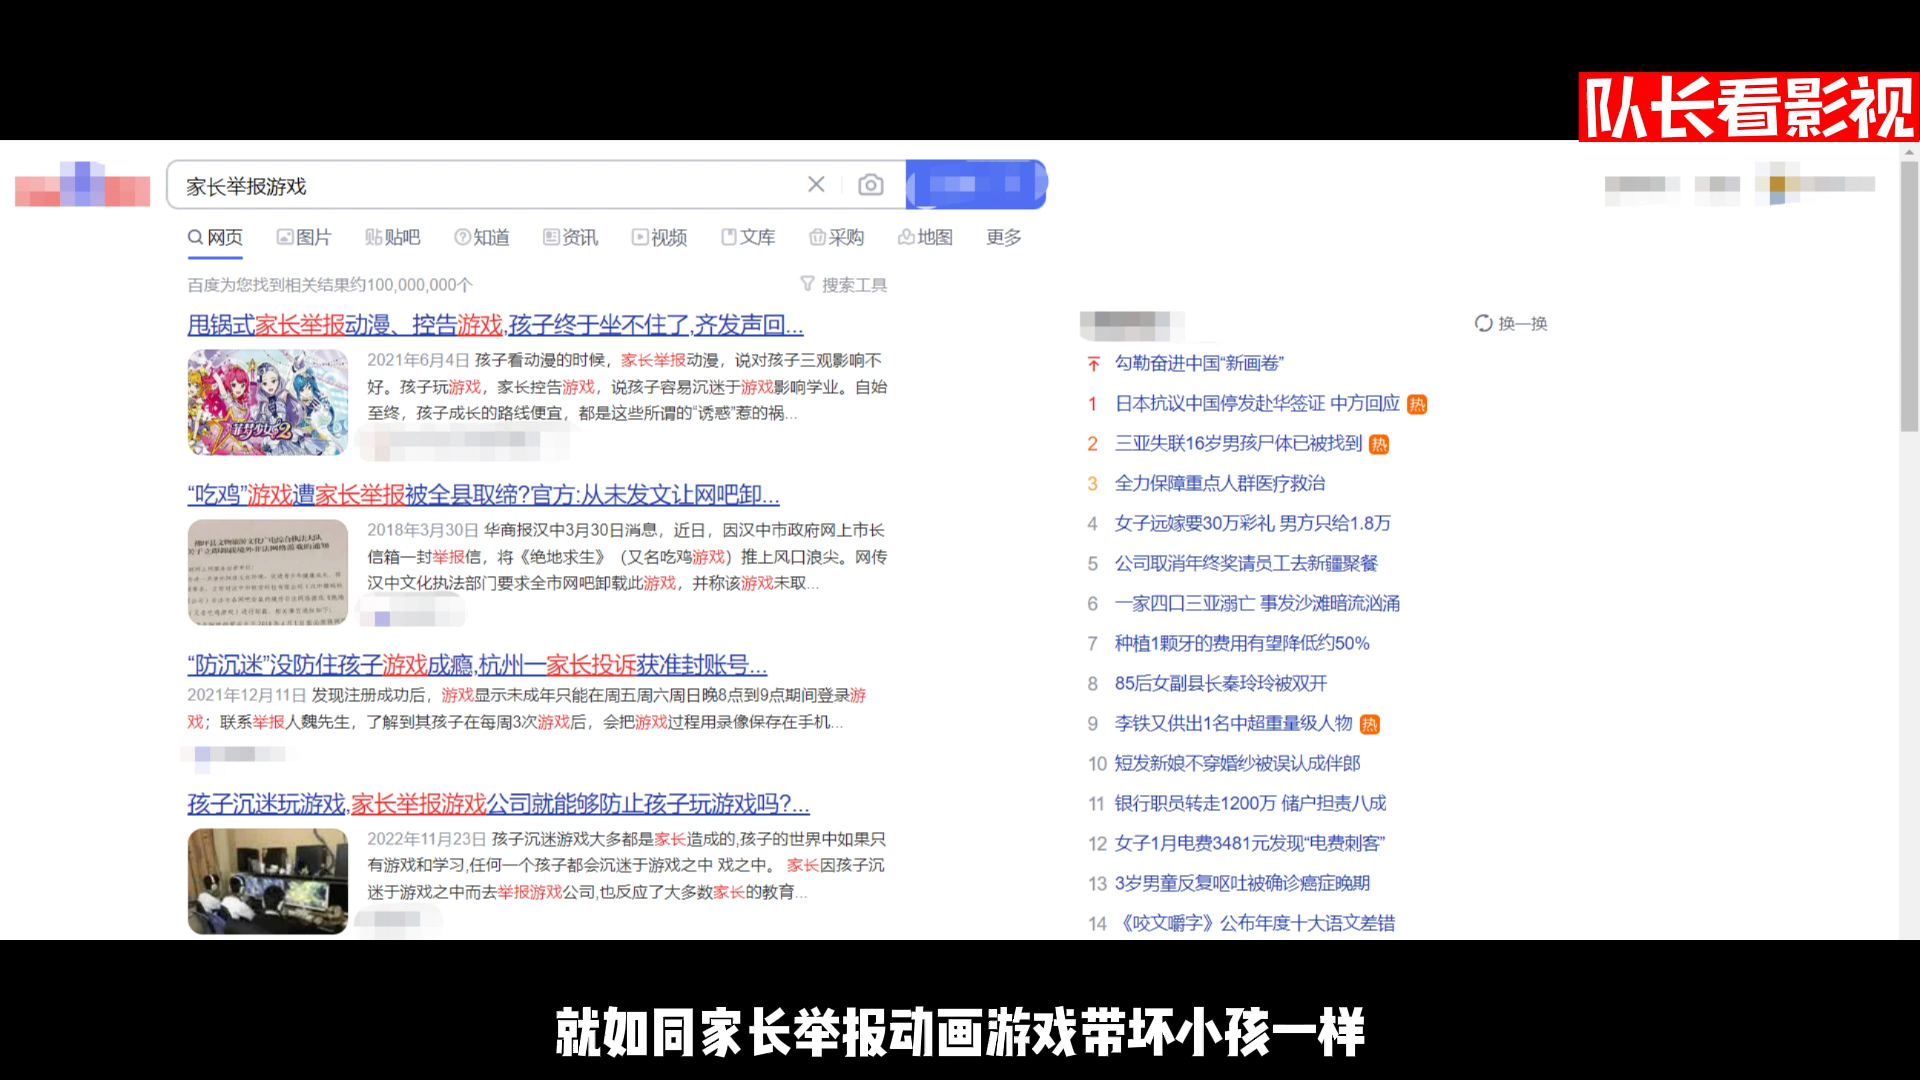 队长看影视
家长举报游戏
网页 图片 贴吧 知道 资讯 视频 文库 采购 地图 更多
百度为您找到相关结果约100,000,000个
搜索工具
甩锅式家长举报动漫、控告游戏,孩子终于坐不住了,齐发声回...
2021年6月4日 孩子看动漫的时候，家长举报动漫，说对孩子三观影响不
好。孩子玩游戏，家长控告游戏，说孩子容易沉迷于游戏影响学业。自始
至终，孩子成长的路线便宜，都是这些所谓的“诱惑”惹的祸...
菲梦少女2
“吃鸡”游戏遭家长举报被全县取缔?官方:从未发文让网吧卸...
2018年3月30日 华商报汉中3月30日消息，近日，因汉中市政府网上市长
信箱一封举报信，将《绝地求生》（又名吃鸡游戏）推上风口浪尖。网传
汉中文化执法部门要求全市网吧卸载此游戏，并称该游戏未取...
“防沉迷”没防住孩子游戏成瘾,杭州一家长投诉获准封账号...
2021年12月11日 发现注册成功后，游戏显示未成年只能在周五周六周日晚8点到9点期间登录游
戏；联系举报人魏先生，了解到其孩子在每周3次游戏后，会把游戏过程用录像保存在手机...
孩子沉迷玩游戏,家长举报游戏公司就能够防止孩子玩游戏吗?...
2022年11月23日 孩子沉迷游戏大多都是家长造成的,孩子的世界中如果只
有游戏和学习,任何一个孩子都会沉迷于游戏之中 戏之中。 家长因孩子沉
迷于游戏之中而去举报游戏公司,也反应了大多数家长的教育...
换一换
勾勒奋进中国“新画卷”
1 日本抗议中国停发赴华签证 中方回应 热
2 三亚失联16岁男孩尸体已被找到 热
3 全力保障重点人群医疗救治
4 女子远嫁要30万彩礼 男方只给1.8万
5 公司取消年终奖请员工去新疆聚餐
6 一家四口三亚溺亡 事发沙滩暗流汹涌
7 种植1颗牙的费用有望降低约50%
8 85后女副县长秦玲玲被双开
9 李铁又供出1名中超重量级人物 热
10 短发新娘不穿婚纱被误认成伴郎
11 银行职员转走1200万 储户担责八成
12 女子1月电费3481元发现“电费刺客”
13 3岁男童反复呕吐被确诊癌症晚期
14 《咬文嚼字》公布年度十大语文差错
就如同家长举报动画游戏带坏小孩一样